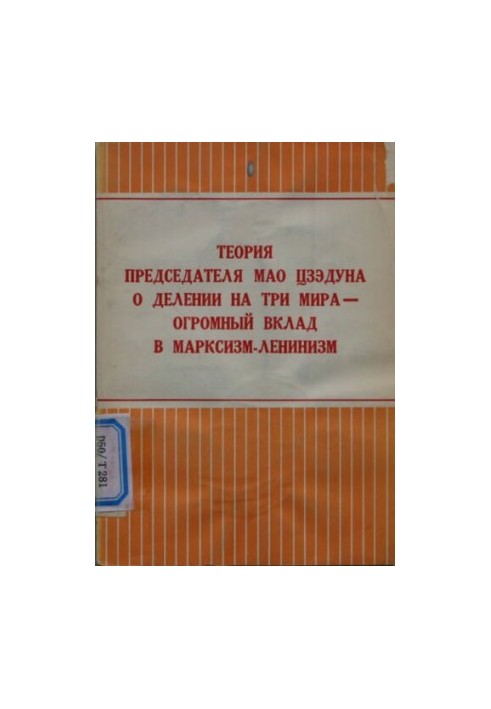 ТЕОРИЯ
ПРЕДСЕДАТЕЛЯ МАО ЦЗЭДУНА
О ДЕЛЕНИИ НА ТРИ МИРА —
ОГРОМНЫЙ ВКЛАД
В МАРКСИЗМ-ЛЕНИНИЗМ
D50/T281